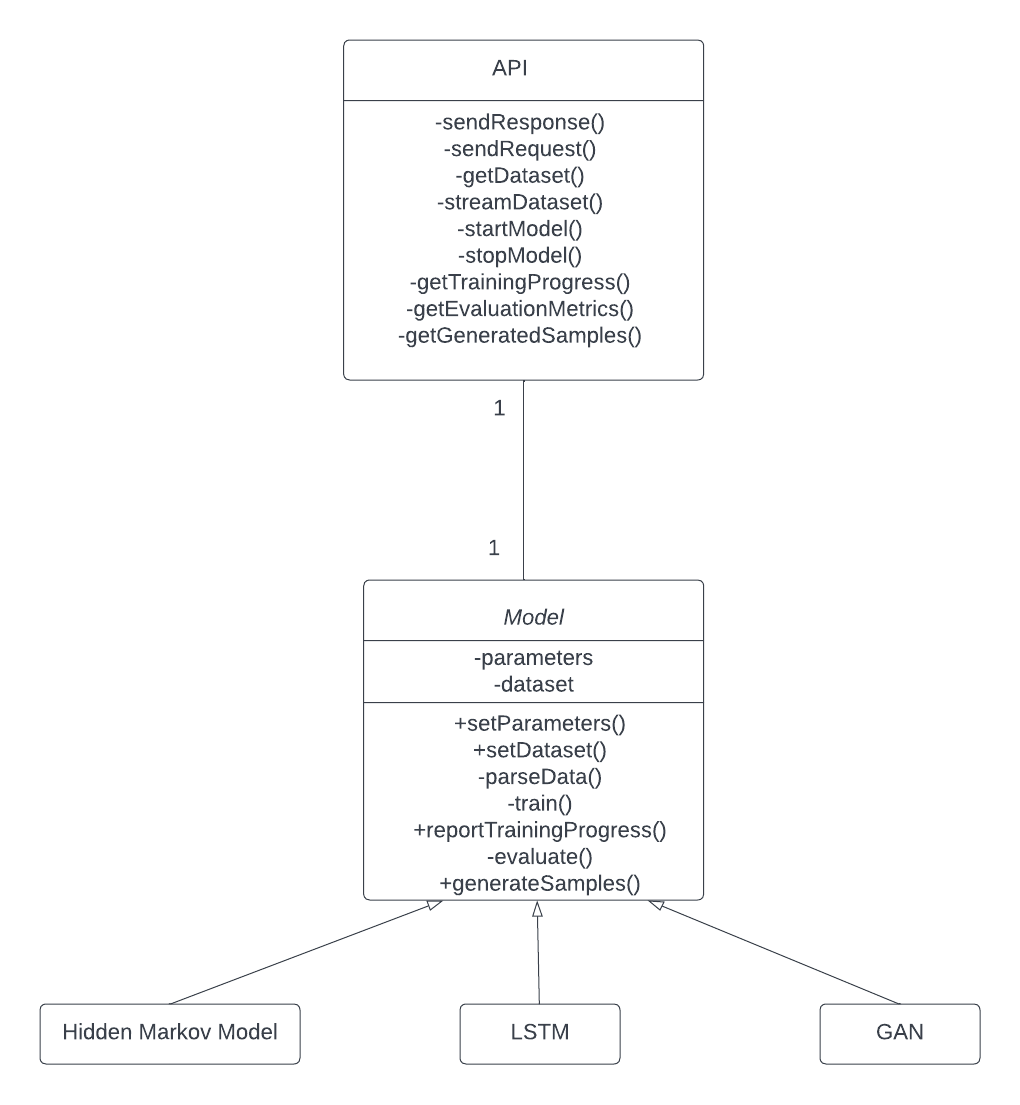 API
-sendResponse()
-sendRequest()
-getDataset()
-streamDataset()
-startModel()
-stopModel()
-getTrainingProgress()
-getEvaluationMetrics()
-getGeneratedSamples()
1
1
Model
-parameters
-dataset
+setParameters()
+setDataset()
-parseData()
-train()
+reportTrainingProgress()
-evaluate()
+generateSamples()
Hidden Markov Model
LSTM
GAN